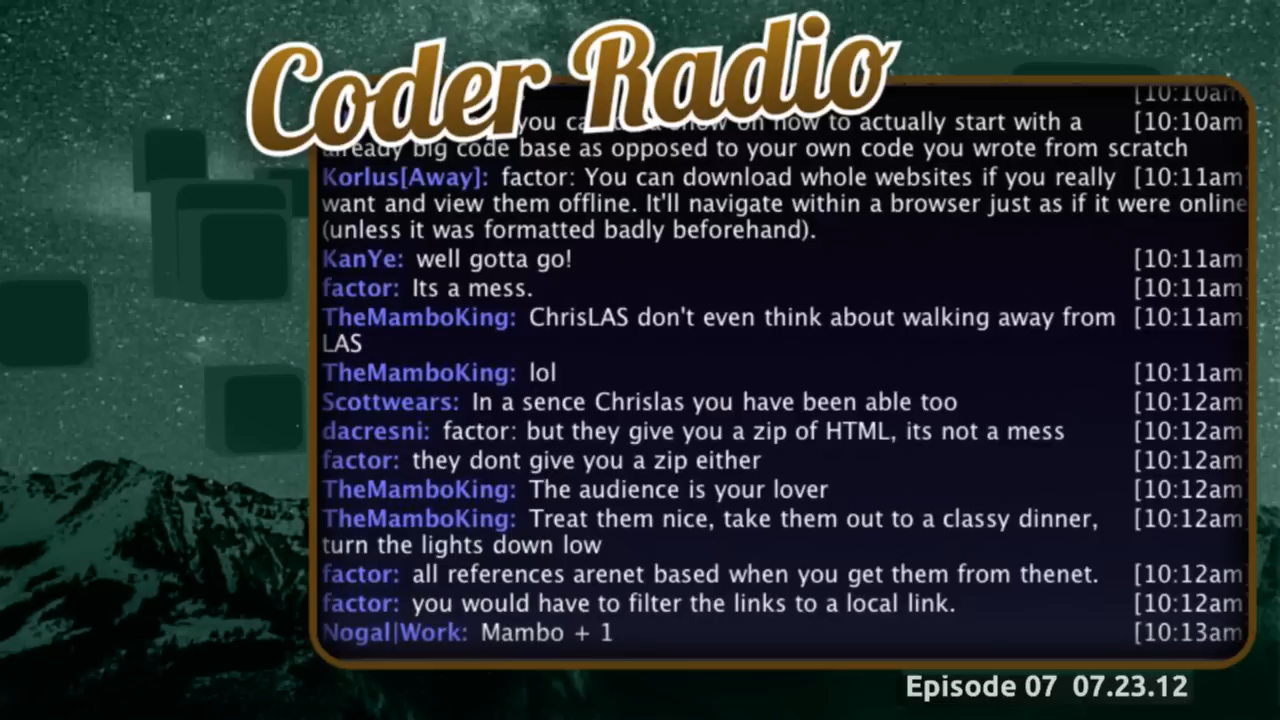 Coder Radio
[10:10am
you can on how to actually start with a [10:10am
already big code base as opposed to your own code you wrote from scratch
Korlus[Away]: factor: You can download whole websites if you really [10:11am
want and view them offline. It'll navigate within a browser just as if it were online
(unless it was formatted badly beforehand).
KanYe: well gotta go! [10:11am
factor: Its a mess. [10:11am
TheMamboKing: ChrisLAS don't even think about walking away from [10:11am
LAS
TheMamboKing: lol [10:11am
Scottwears: In a sence Chrislas you have been able too [10:12am
dacresni: factor: but they give you a zip of HTML, its not a mess [10:12am
factor: they dont give you a zip either [10:12am
TheMamboKing: The audience is your lover [10:12am
TheMamboKing: Treat them nice, take them out to a classy dinner, [10:12am
turn the lights down low
factor: all references arenet based when you get them from thenet. [10:12am
factor: you would have to filter the links to a local link. [10:12am
Nogal|Work: Mambo + 1 [10:13am
Episode 07 07.23.12